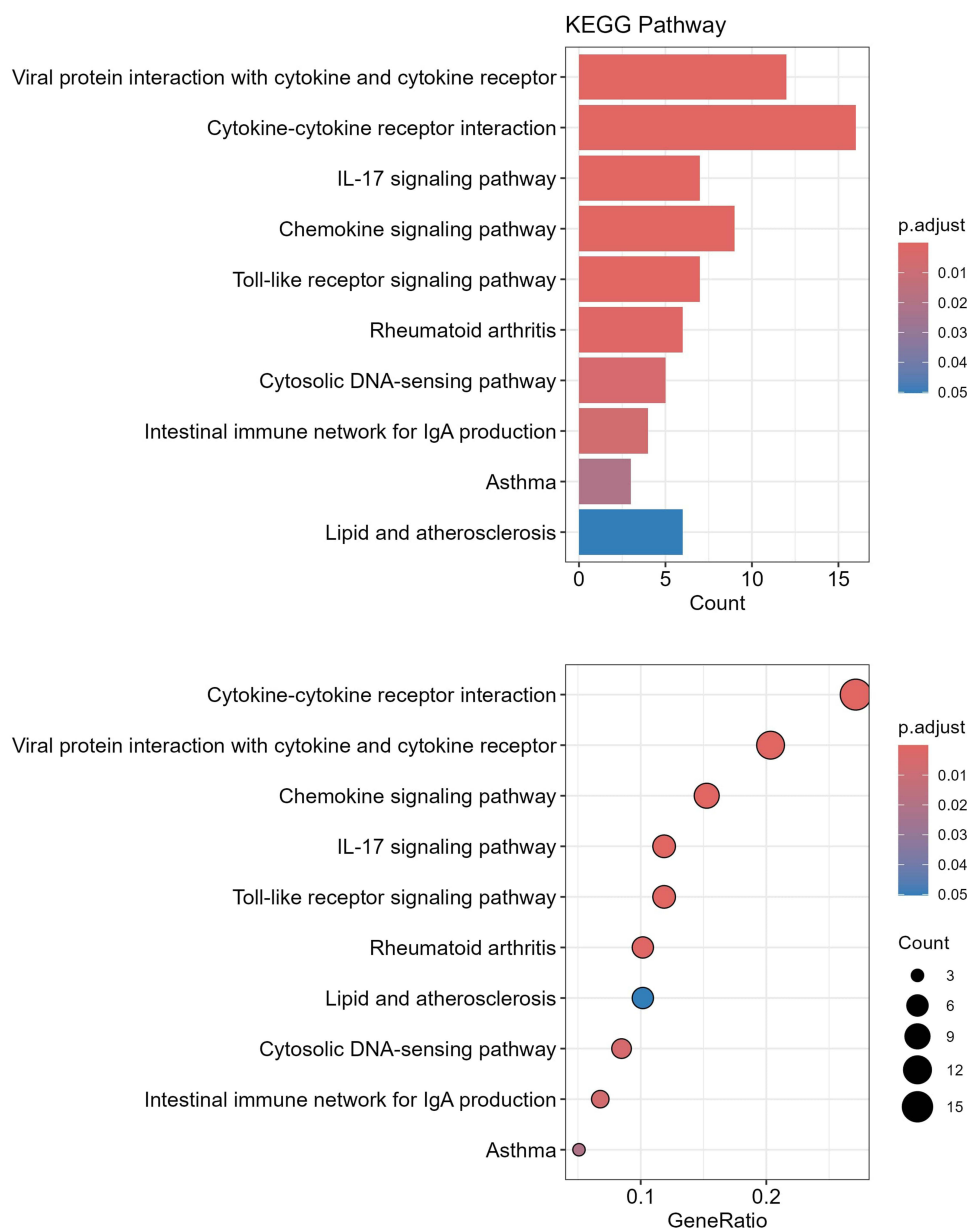 KEGG Pathway
Viral protein interaction with cytokine and cytokine receptor
Cytokine-cytokine receptor interaction
IL-17 signaling pathway
Chemokine signaling pathway
Toll-like receptor signaling pathway
Rheumatoid arthritis
Cytosolic DNA-sensing pathway
Intestinal immune network for IgA production
Asthma
Lipid and atherosclerosis
0 5 10 15
Count
p.adjust
0.01
0.02
0.03
0.04
0.05
Cytokine-cytokine receptor interaction
Viral protein interaction with cytokine and cytokine receptor
Chemokine signaling pathway
IL-17 signaling pathway
Toll-like receptor signaling pathway
Rheumatoid arthritis
Lipid and atherosclerosis
Cytosolic DNA-sensing pathway
Intestinal immune network for IgA production
Asthma
0.1 0.2
GeneRatio
p.adjust
0.01
0.02
0.03
0.04
0.05
Count
3
6
9
12
15